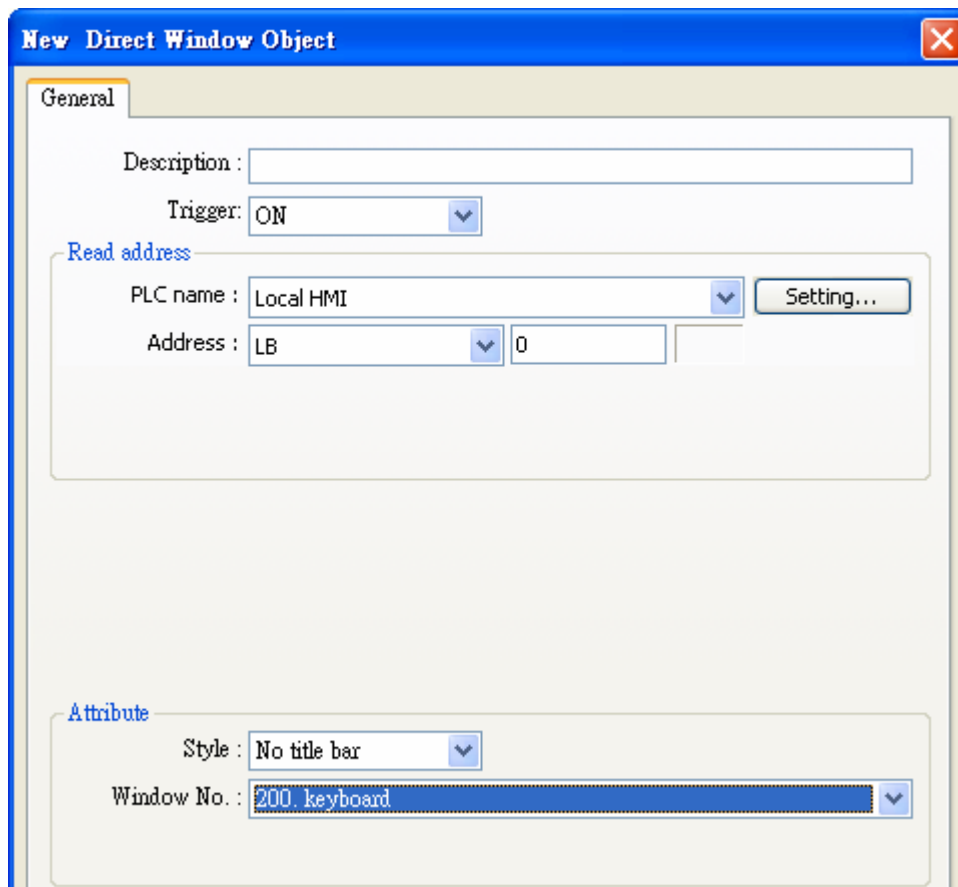 New Direct Window Object
General
Description :
Trigger: ON
Read address
PLC name : Local HMI Setting...
Address : LB 0
Attribute
Style : No title bar
Window No. : 200. keyboard